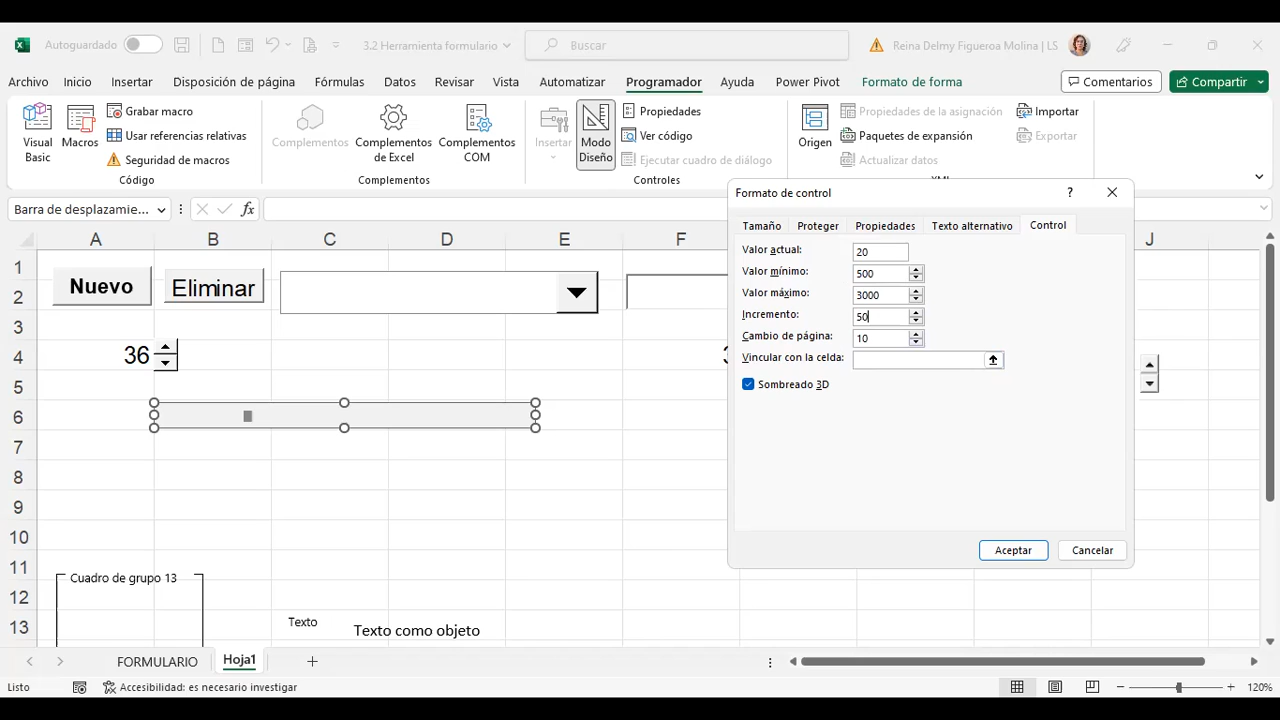 Autoguardado
3.2 Herramienta formulario
Buscar
Reina Delmy Figueroa Molina | LS
Archivo Inicio Insertar Disposición de página Fórmulas Datos Revisar Vista Automatizar Programador Ayuda Power Pivot Formato de forma Comentarios Compartir
Visual Basic
Macros
Grabar macro
Usar referencias relativas
Seguridad de macros
Código
Complementos
Complementos de Excel
Complementos COM
Complementos
Insertar
Modo Diseño
Propiedades
Ver código
Ejecutar cuadro de diálogo
Controles
Origen
Propiedades de la asignación
Paquetes de expansión
Actualizar datos
Importar
Exportar
Barra de desplazamie...
fx
A B C D E F J
1
2
3
4
5
6
7
8
9
10
11
12
13
Nuevo Eliminar
36
Cuadro de grupo 13
Texto
Texto como objeto
Formato de control
?
Tamaño Proteger Propiedades Texto alternativo Control
Valor actual: 20
Valor mínimo: 500
Valor máximo: 3000
Incremento: 50
Cambio de página: 10
Vincular con la celda:
Sombreado 3D
Aceptar Cancelar
FORMULARIO Hoja1
Listo
Accesibilidad: es necesario investigar
120%